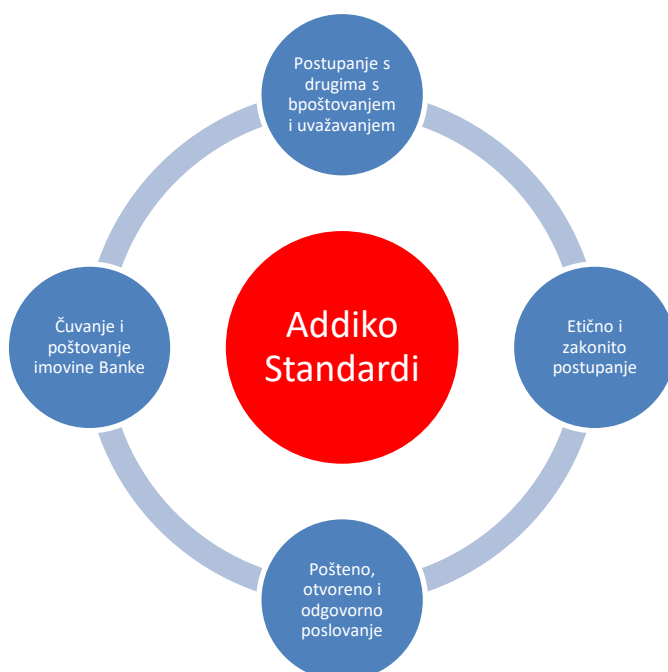 Postupanje s
drugima s
bpoštovanjem
i uvažavanjem
Čuvanje i
poštovanje
imovine Banke
Addiko
Standardi
Etično i
zakonito
postupanje
Pošteno,
otvoreno i
odgovorno
poslovanje